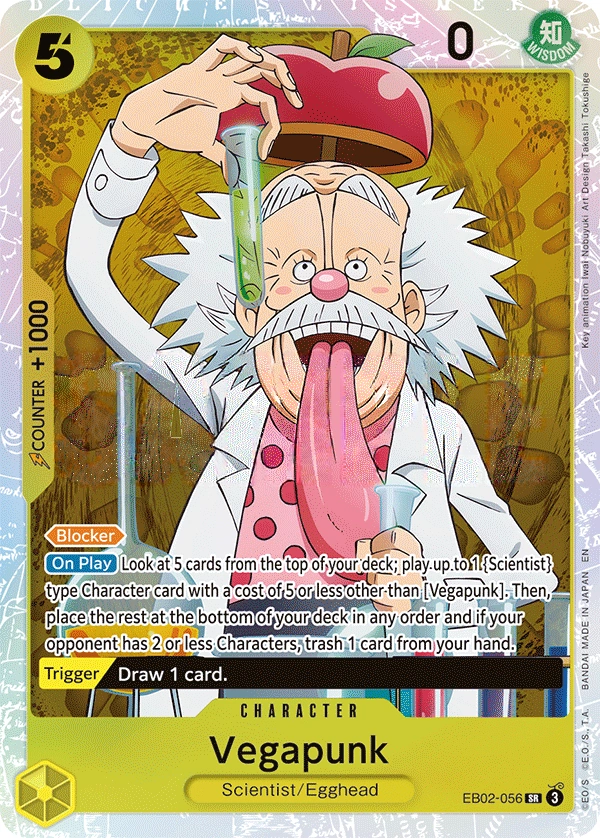 5
0
知
WISDOM
Key animation Iwai Nobuyuki Art Design Takashi Tokushige
COUNTER +1000
Blocker
On Play Look at 5 cards from the top of your deck; play up to 1 {Scientist}
type Character card with a cost of 5 or less other than [Vegapunk]. Then,
place the rest at the bottom of your deck in any order and if your
opponent has 2 or less Characters, trash 1 card from your hand.
Trigger Draw 1 card.
CHARACTER
Vegapunk
Scientist/Egghead
EB02-056 SR 3
©E.O/S ©E.O./S.,T.A. BANDAI MADE IN JAPAN EN